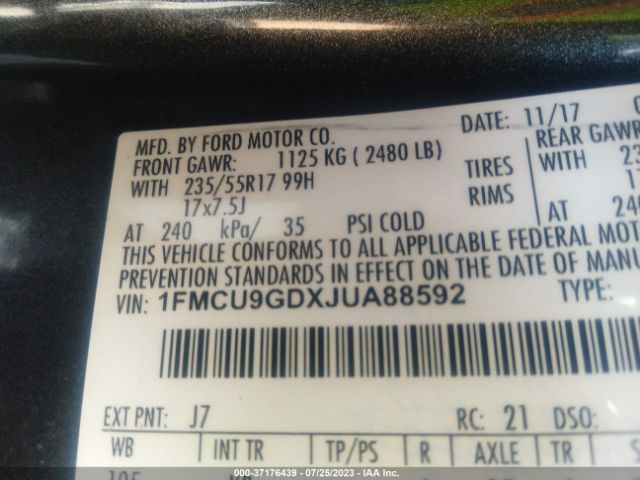 DATE: 11/17
MFD. BY FORD MOTOR CO.
FRONT GAWR: 1125 KG ( 2480 LB) REAR GAWR
WITH 235/55R17 99H TIRES WITH
17x7.5J RIMS
AT 240 kPa/ 35 PSI COLD AT
THIS VEHICLE CONFORMS TO ALL APPLICABLE FEDERAL
PREVENTION STANDARDS IN EFFECT ON THE DATE OF
VIN: 1FMCU9GDXJUA88592 TYPE:
EXT PNT: J7 RC: 21 DSO:
WB INT TR TP/PS R AXLE TR
000-37176439 - 07/25/2023 - IAA Inc.